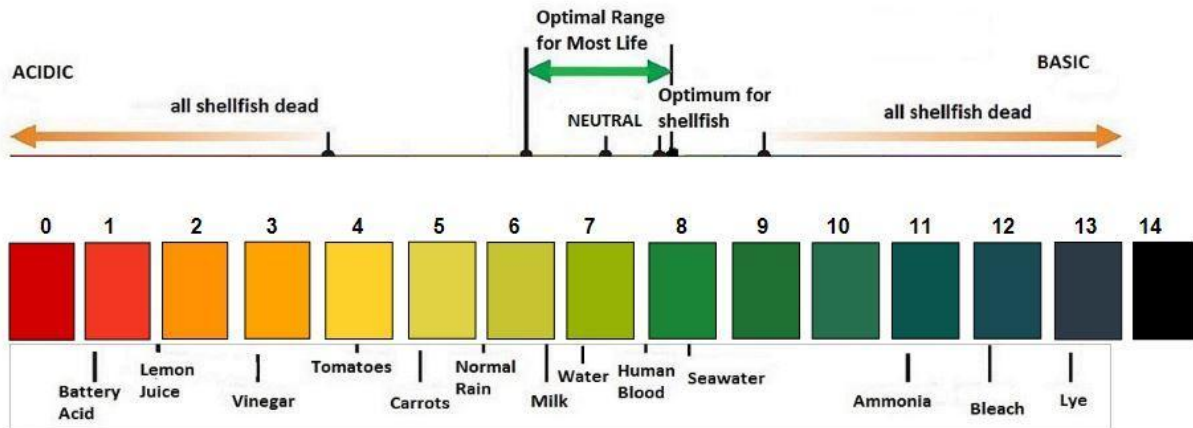 Optimal Range
for Most Life
ACIDIC
BASIC
all shellfish dead
Optimum for
shellfish
NEUTRAL
all shellfish dead
0 1 2 3 4 5 6 7 8 9 10 11 12 13 14
Battery
Acid
Lemon
Juice
Vinegar
Tomatoes
Carrots
Normal
Rain
Milk
Water
Human
Blood
Seawater
Ammonia
Bleach
Lye